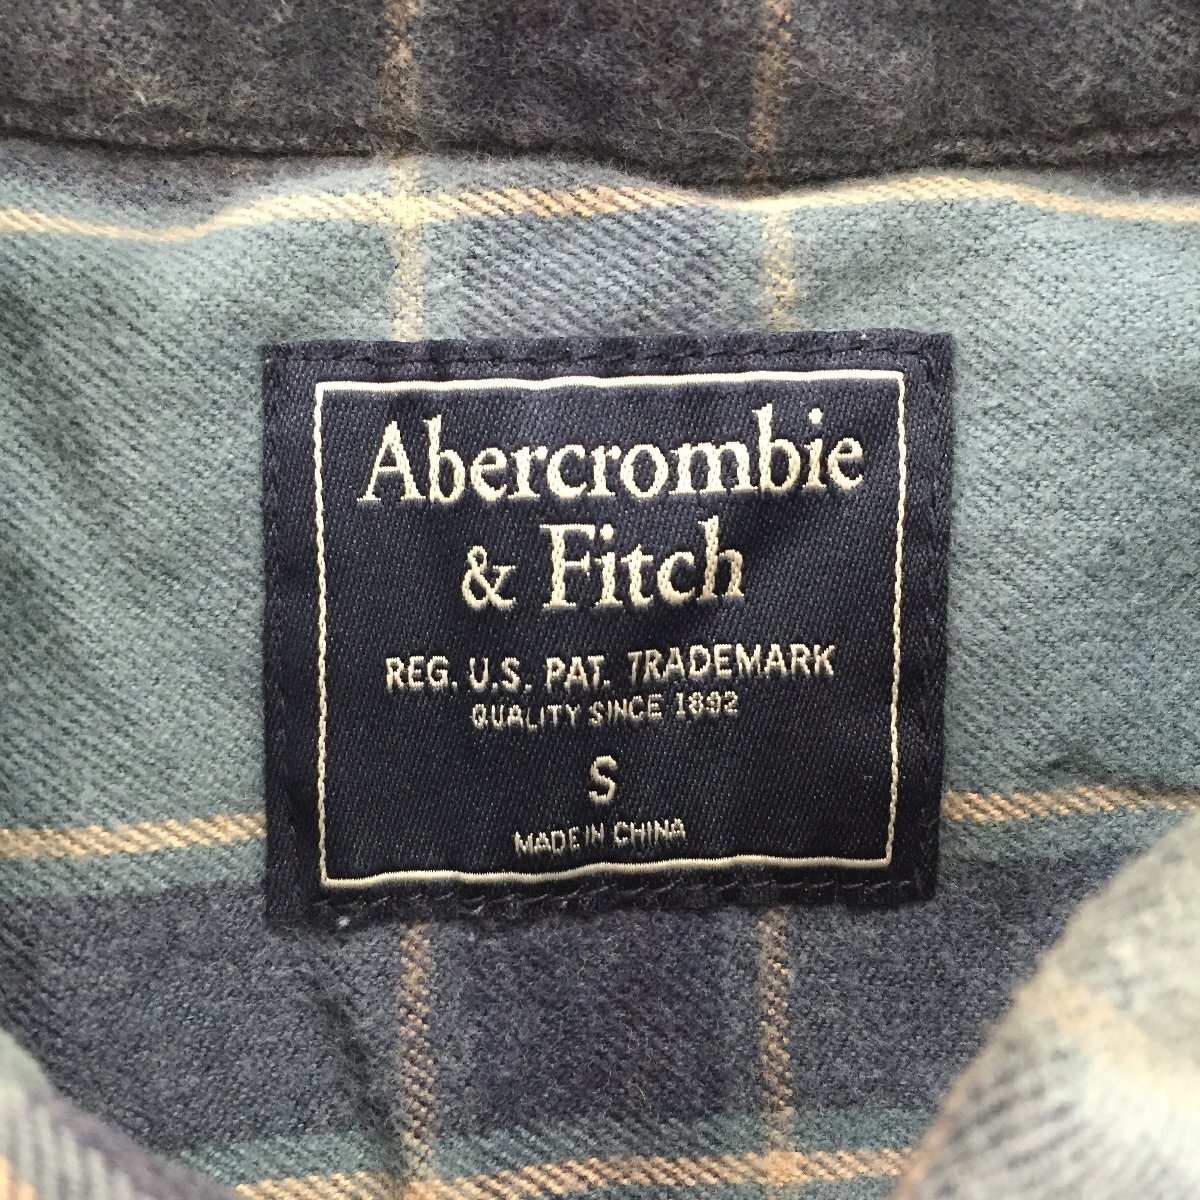 Abercrombie
& Fitch
REG. U.S. PAT. TRADEMARK
QUALITY SINCE 1892
S
MADE IN CHINA